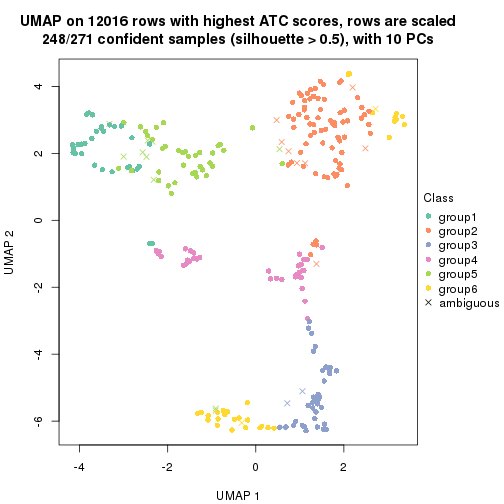 UMAP on 12016 rows with highest ATC scores, rows are scaled
248/271 confident samples (silhouette > 0.5), with 10 PCs
4
2
0
-2
-4
-6
UMAP 2
-4
-2
0
2
UMAP 1
Class
group1
group2
group3
group4
group5
group6
ambiguous